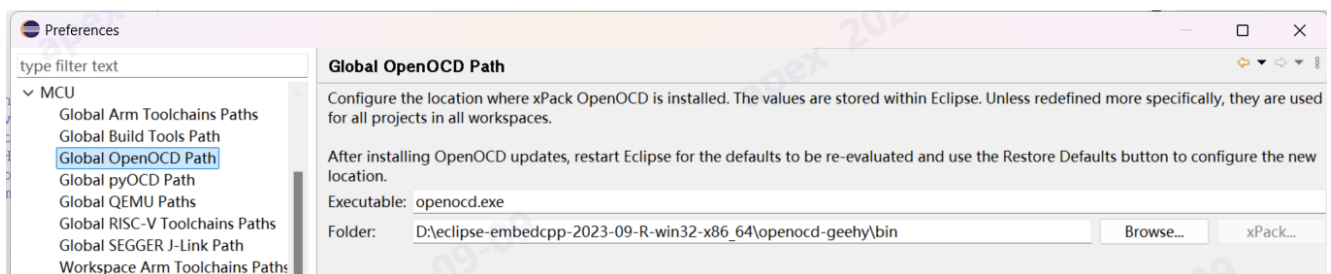 Preferences
type filter text
MCU
Global Arm Toolchains Paths
Global Build Tools Path
Global OpenOCD Path
Global pyOCD Path
Global QEMU Paths
Global RISC-V Toolchains Paths
Global SEGGER J-Link Path
Workspace Arm Toolchains Paths
Global OpenOCD Path
Configure the location where xPack OpenOCD is installed. The values are stored within Eclipse. Unless redefined more specifically, they are used
for all projects in all workspaces.
After installing OpenOCD updates, restart Eclipse for the defaults to be re-evaluated and use the Restore Defaults button to configure the new
location.
Executable: openocd.exe
Folder: D:\eclipse-embedcpp-2023-09-R-win32-x86_64\openocd-geehy\bin Browse... xPack...